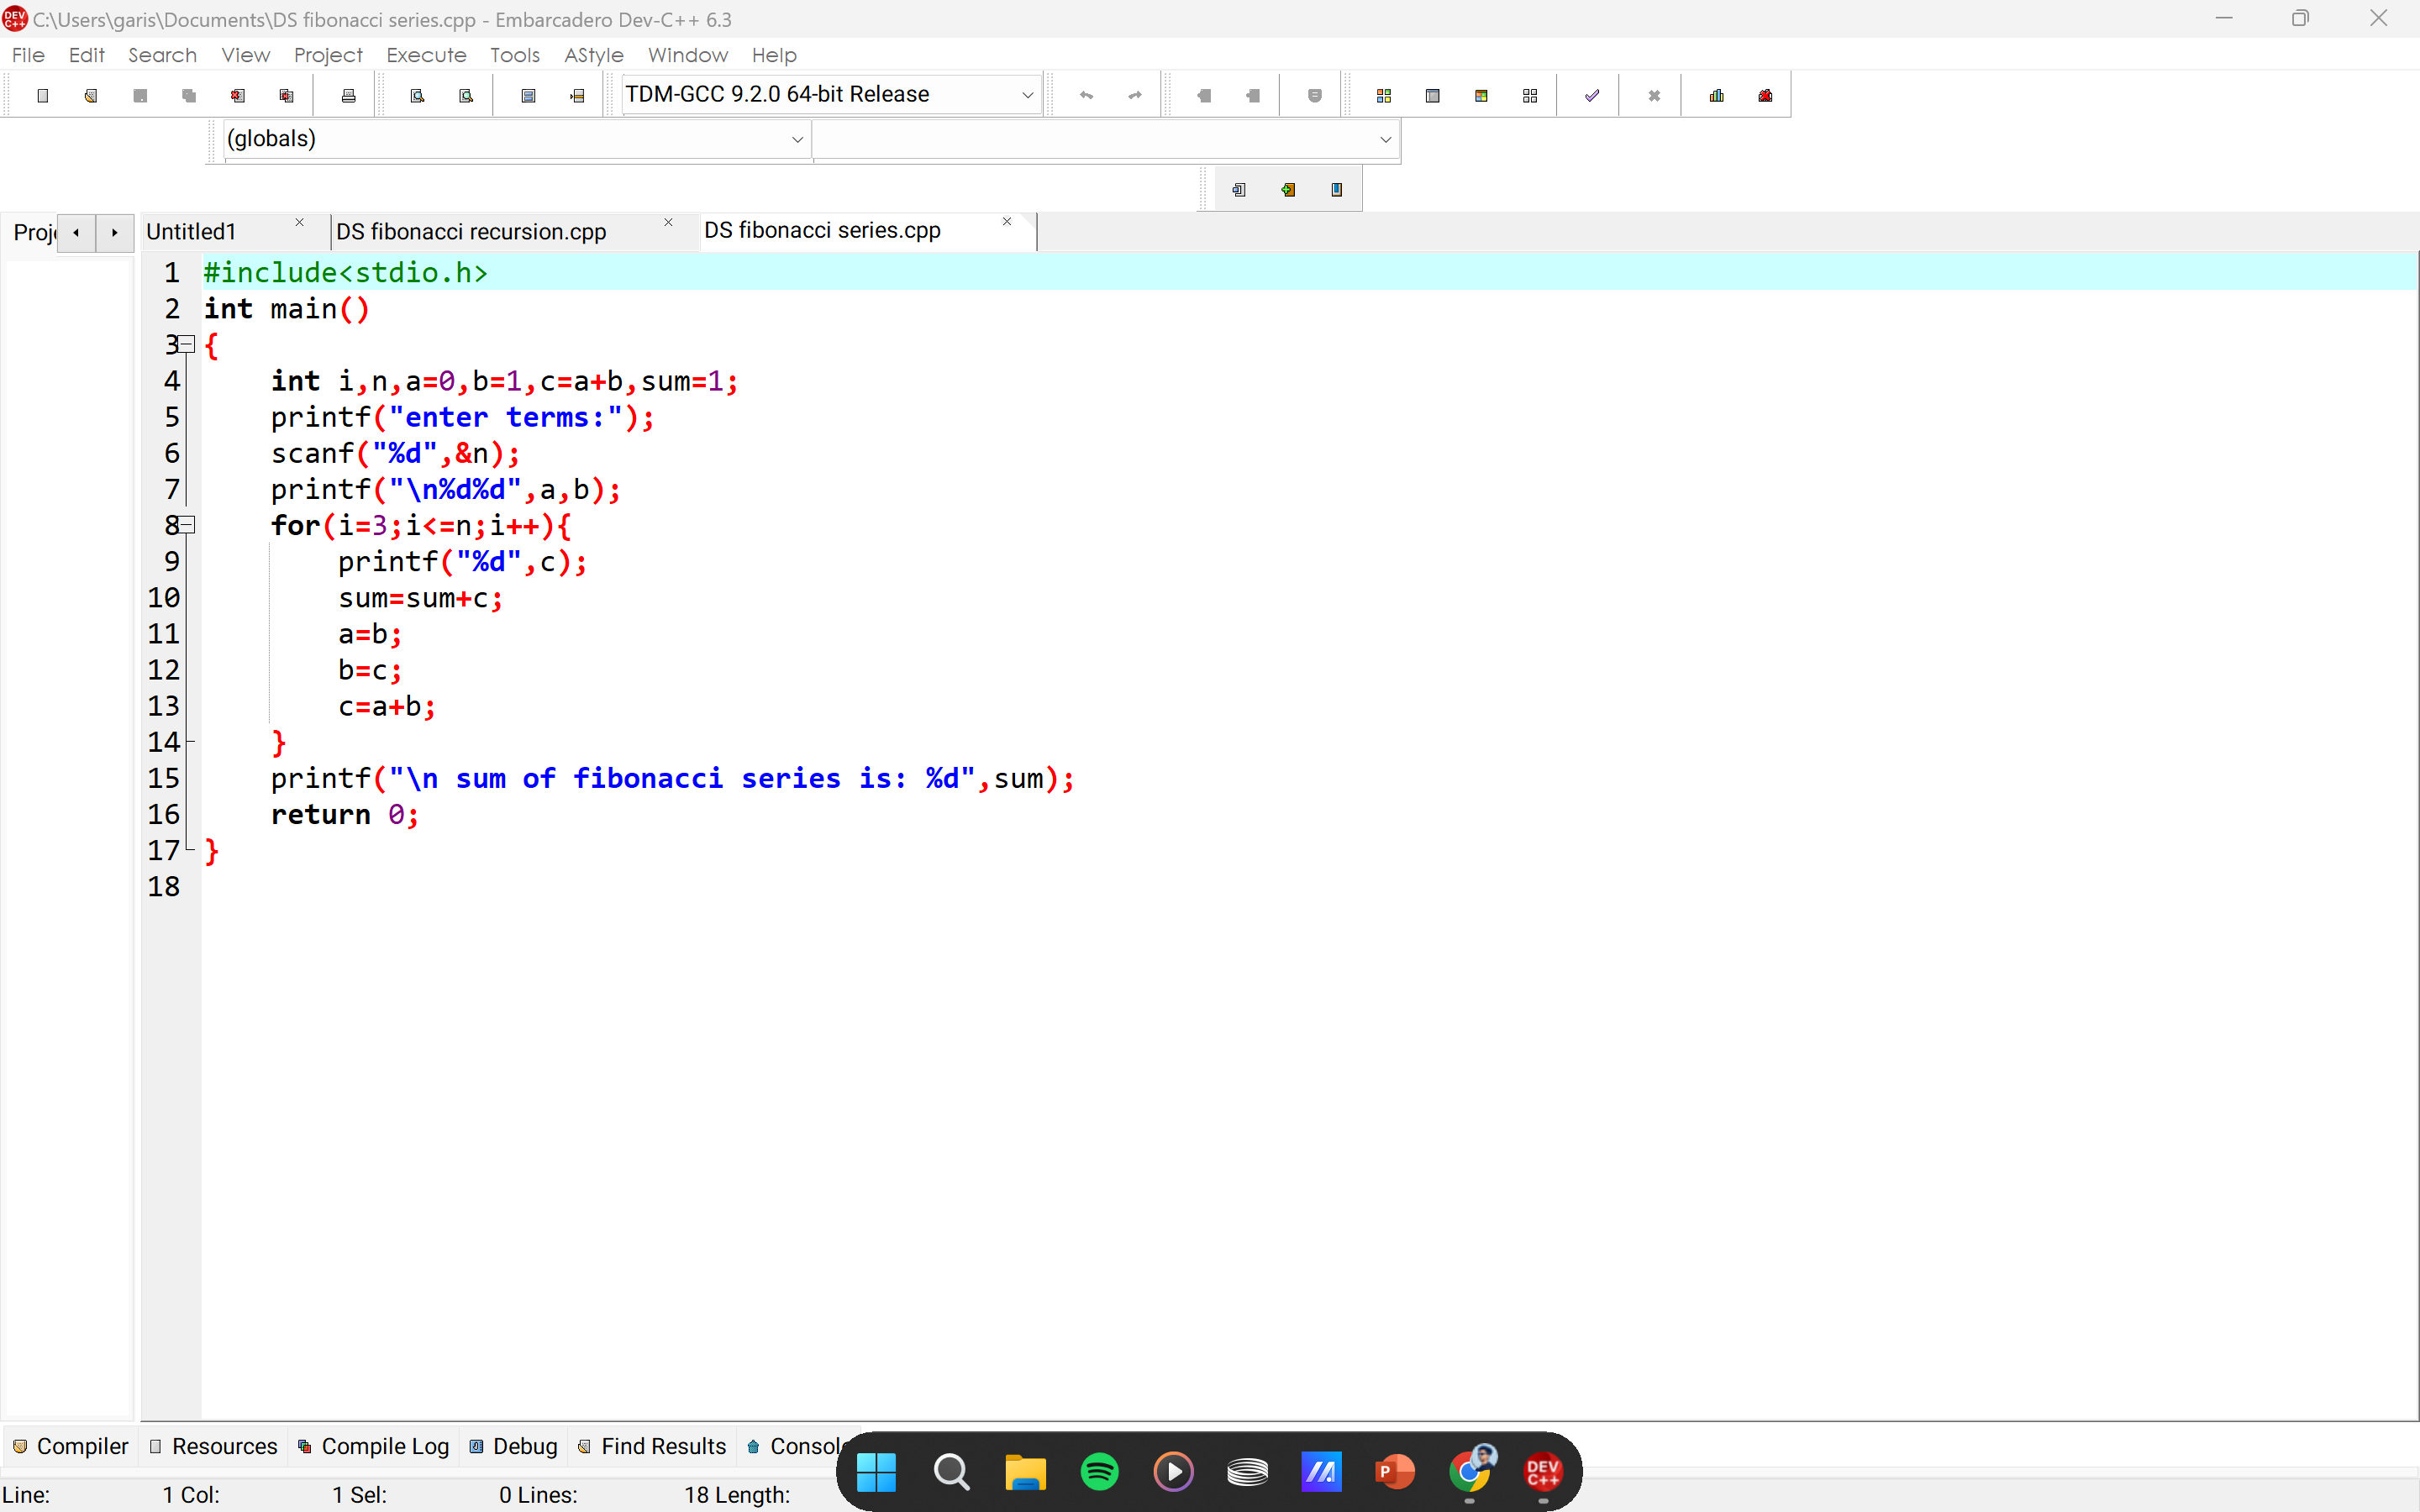 C:\Users\garis\Documents\DS fibonacci series.cpp - Embarcadero Dev-C++ 6.3
File Edit Search View Project Execute Tools AStyle Window Help
TDM-GCC 9.2.0 64-bit Release
(globals)
Proj Untitled1 DS fibonacci recursion.cpp DS fibonacci series.cpp
1 #include<stdio.h>
2 int main()
3 {
4 int i,n,a=0,b=1,c=a+b,sum=1;
5 printf("enter terms:");
6 scanf("%d",&n);
7 printf("\n%d%d",a,b);
8 for(i=3;i<=n;i++){
9 printf("%d",c);
10 sum=sum+c;
11 a=b;
12 b=c;
13 c=a+b;
14 }
15 printf("\n sum of fibonacci series is: %d",sum);
16 return 0;
17 }
18
Compiler Resources Compile Log Debug Find Results Consol
DEV C++
Line: 1 Col: 1 Sel: 0 Lines: 18 Length: